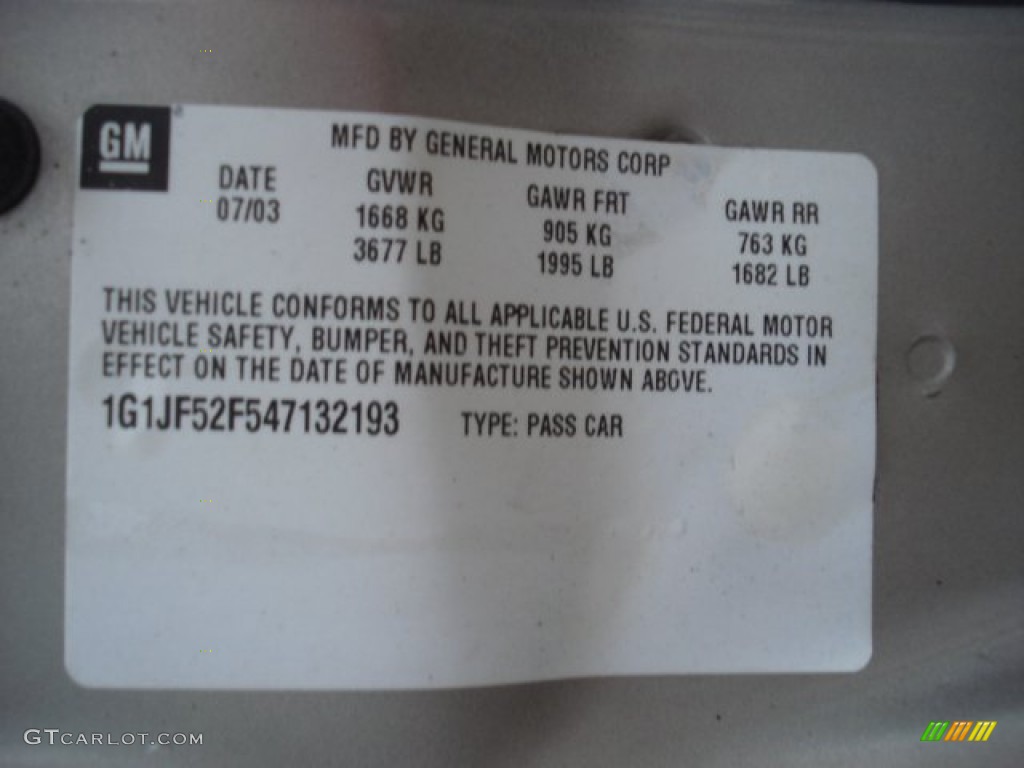 GM
MFD BY GENERAL MOTORS CORP
DATE GVWR GAWR FRT GAWR RR
07/03 1668 KG 905 KG 763 KG
3677 LB 1995 LB 1682 LB
THIS VEHICLE CONFORMS TO ALL APPLICABLE U.S. FEDERAL MOTOR
VEHICLE SAFETY, BUMPER, AND THEFT PREVENTION STANDARDS IN
EFFECT ON THE DATE OF MANUFACTURE SHOWN ABOVE.
1G1JF52F547132193 TYPE: PASS CAR
GTCARLOT.COM